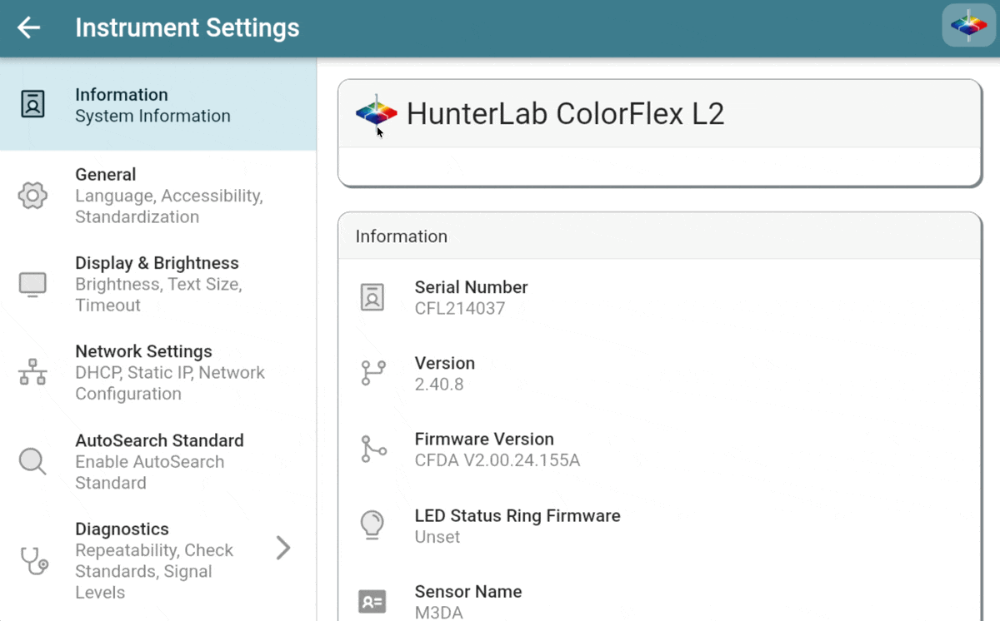 Instrument Settings
Information
System Information
General
Language, Accessibility,
Standardization
Display & Brightness
Brightness, Text Size,
Timeout
Network Settings
DHCP, Static IP, Network
Configuration
AutoSearch Standard
Enable AutoSearch
Standard
Diagnostics
Repeatability, Check
Standards, Signal
Levels
HunterLab ColorFlex L2
Information
Serial Number
CFL214037
Version
2.40.8
Firmware Version
CFDA V2.00.24.155A
LED Status Ring Firmware
Unset
Sensor Name
M3DA